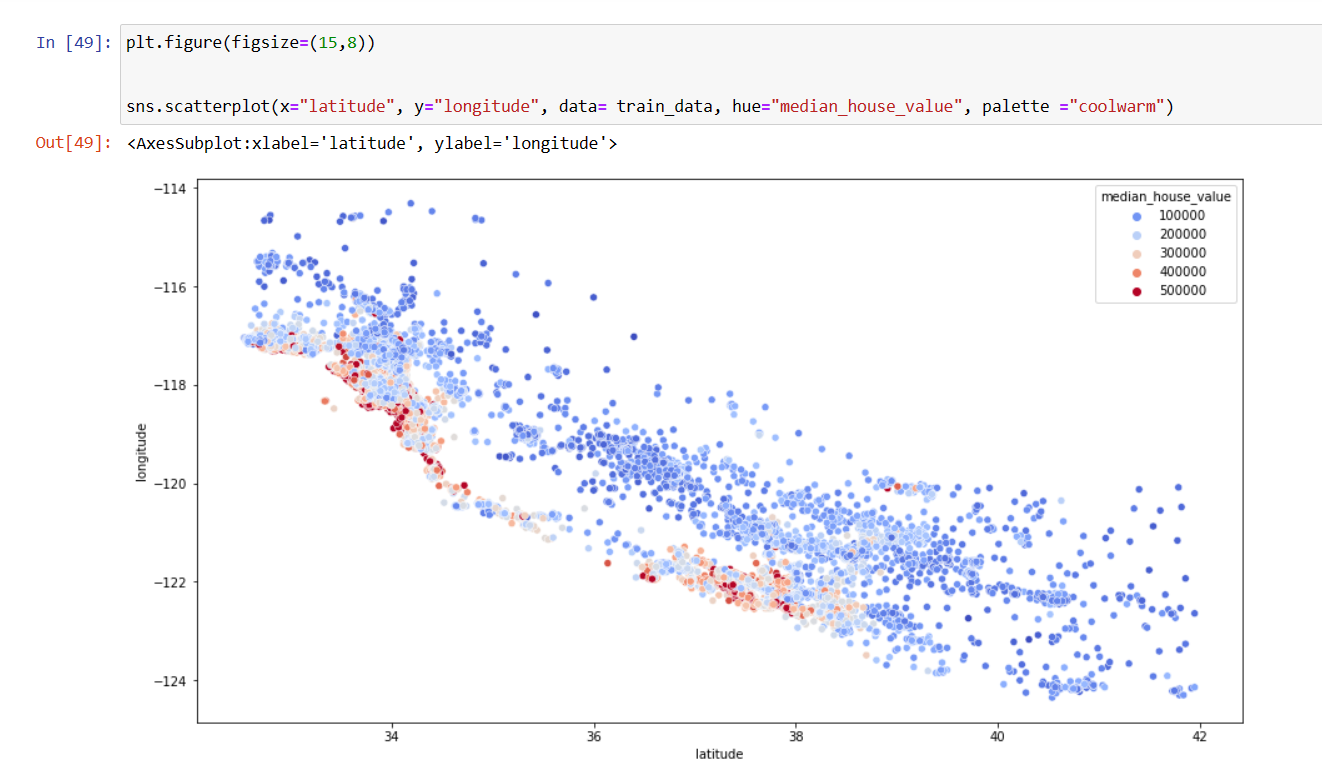 In [49]: plt.figure(figsize=(15,8))
sns.scatterplot(x="latitude", y="longitude", data= train_data, hue="median_house_value", palette ="coolwarm")
Out[49]: <AxesSubplot:xlabel='latitude', ylabel='longitude'>
median_house_value
100000
200000
300000
400000
500000
−114
−116
−118
−120
−122
−124
longitude
34 36 38 40 42
latitude